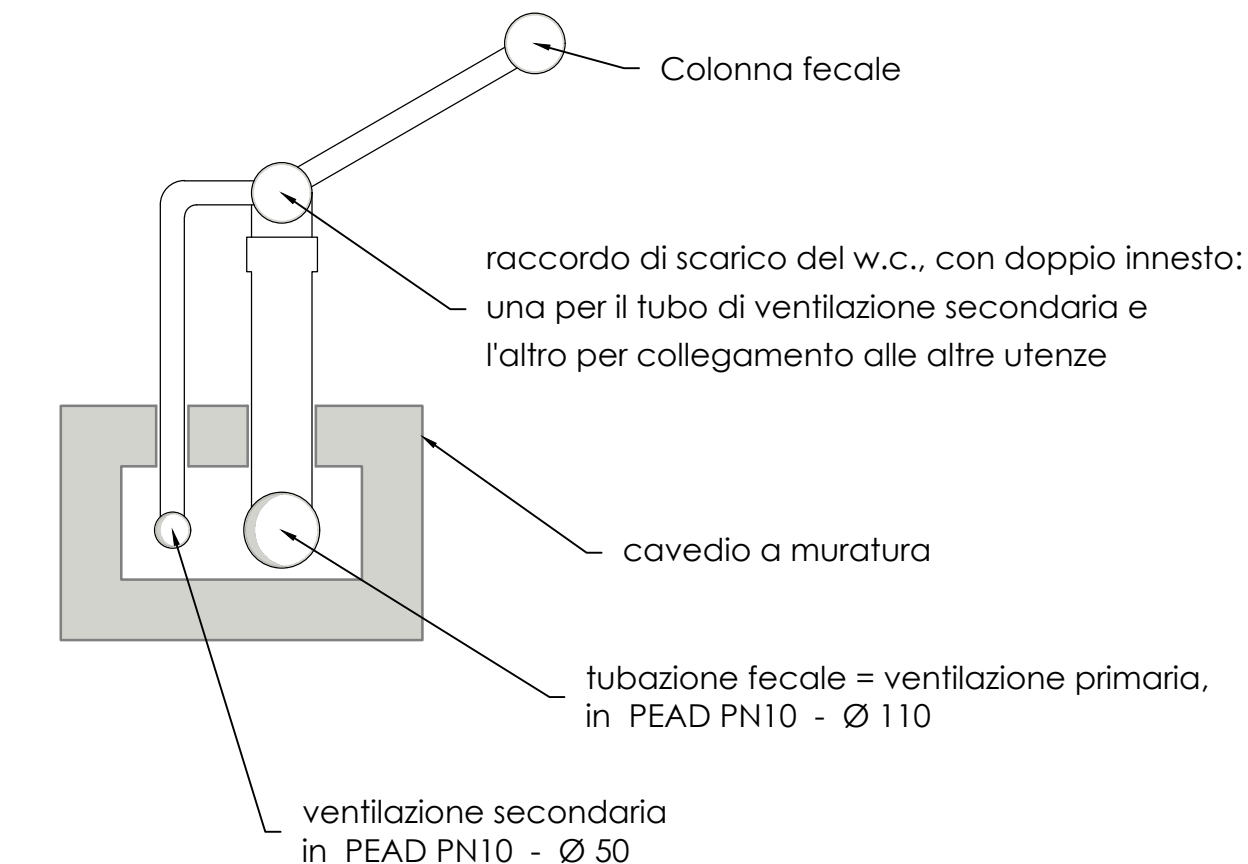 Colonna fecale
raccordo di scarico del w.c., con doppio innesto:
una per il tubo di ventilazione secondaria e
l'altro per collegamento alle altre utenze
cavedio a muratura
tubazione fecale = ventilazione primaria,
in PEAD PN10 - Ø 110
ventilazione secondaria
in PEAD PN10 - Ø 50